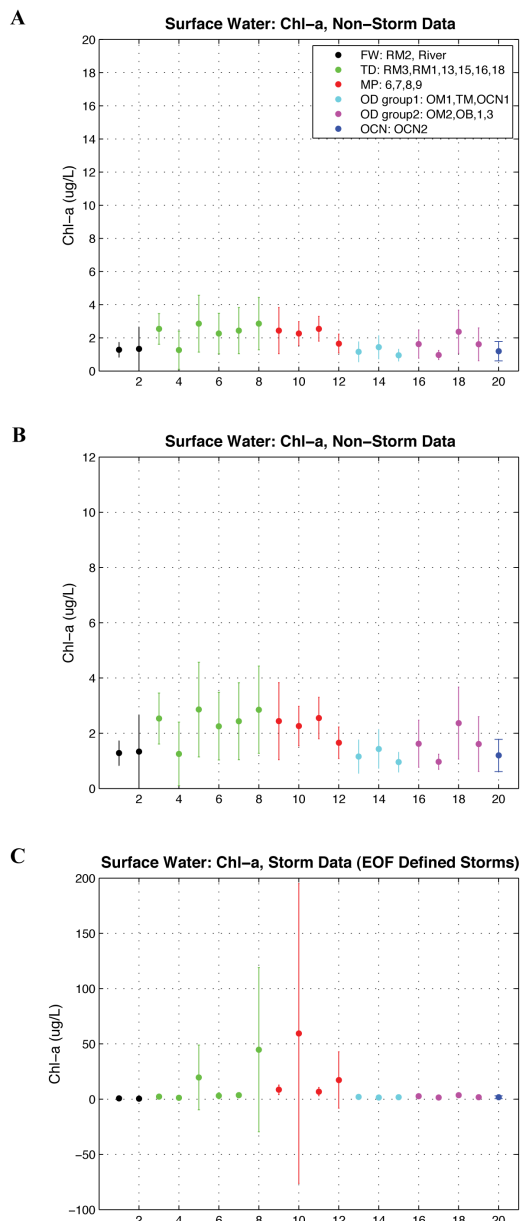 A
Surface Water: Chl−a, Non−Storm Data
20
18
16
14
12
10
8
6
4
2
0
Chl−a (ug/L)
FW: RM2, River
TD: RM3,RM1,13,15,16,18
MP: 6,7,8,9
OD group1: OM1,TM,OCN1
OD group2: OM2,OB,1,3
OCN: OCN2
2 4 6 8 10 12 14 16 18 20
B
Surface Water: Chl−a, Non−Storm Data
12
10
8
6
4
2
0
Chl−a (ug/L)
2 4 6 8 10 12 14 16 18 20
C
Surface Water: Chl−a, Storm Data (EOF Defined Storms)
200
150
100
50
0
−50
−100
Chl−a (ug/L)
2 4 6 8 10 12 14 16 18 20